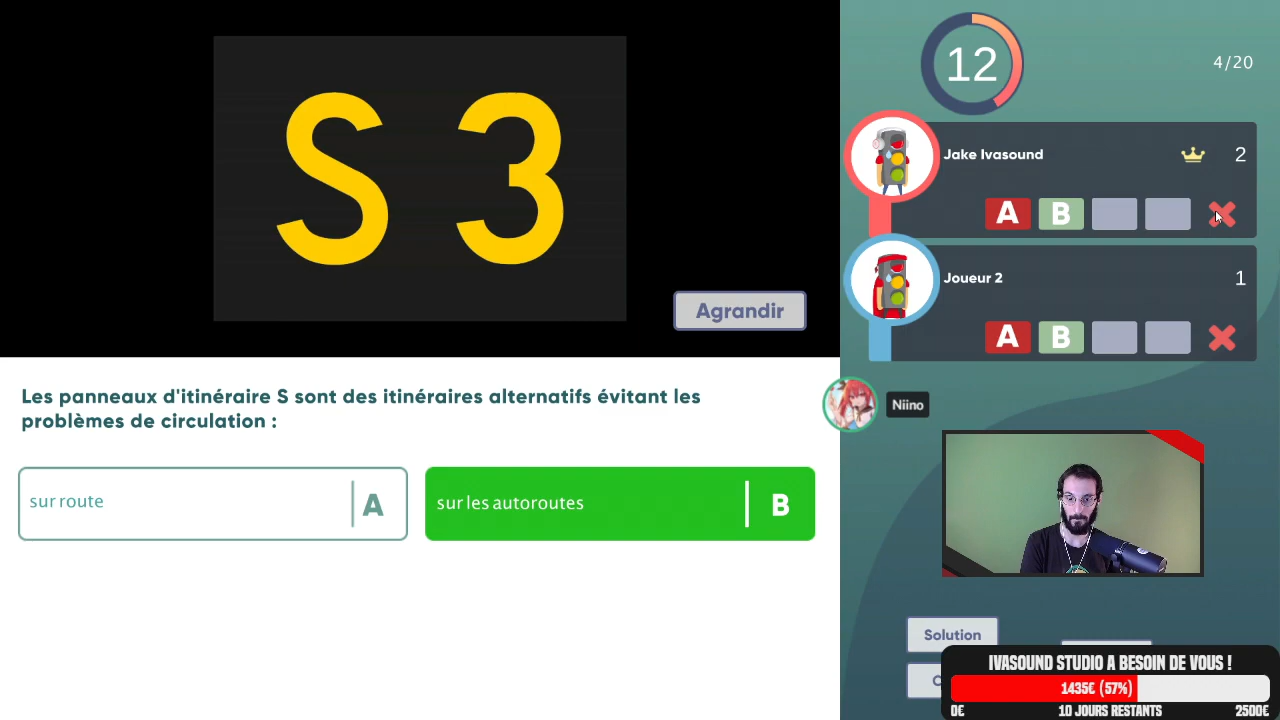 S 3
Agrandir
Les panneaux d'itinéraire S sont des itinéraires alternatifs évitant les
problèmes de circulation :
sur route
A
sur les autoroutes
B
12
4/20
Jake Ivasound
2
A B
Joueur 2
1
A B
Niino
Solution
IVASOUND STUDIO A BESOIN DE VOUS !
1435€ (57%)
0€ 10 JOURS RESTANTS 2500€